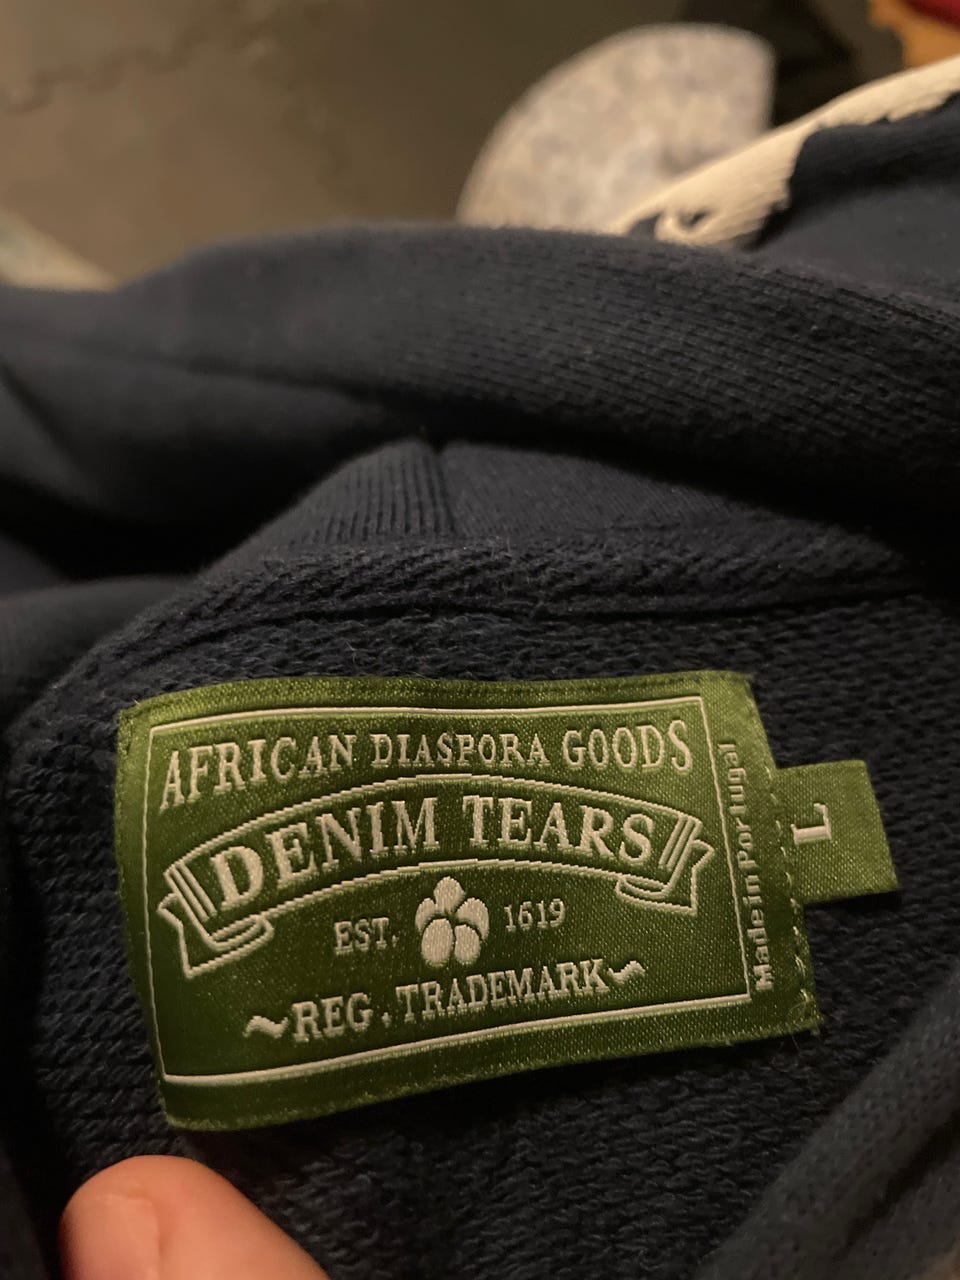 AFRICAN DIASPORA GOODS
DENIM TEARS
EST. 1619
REG. TRADEMARK
Made in Portugal
L